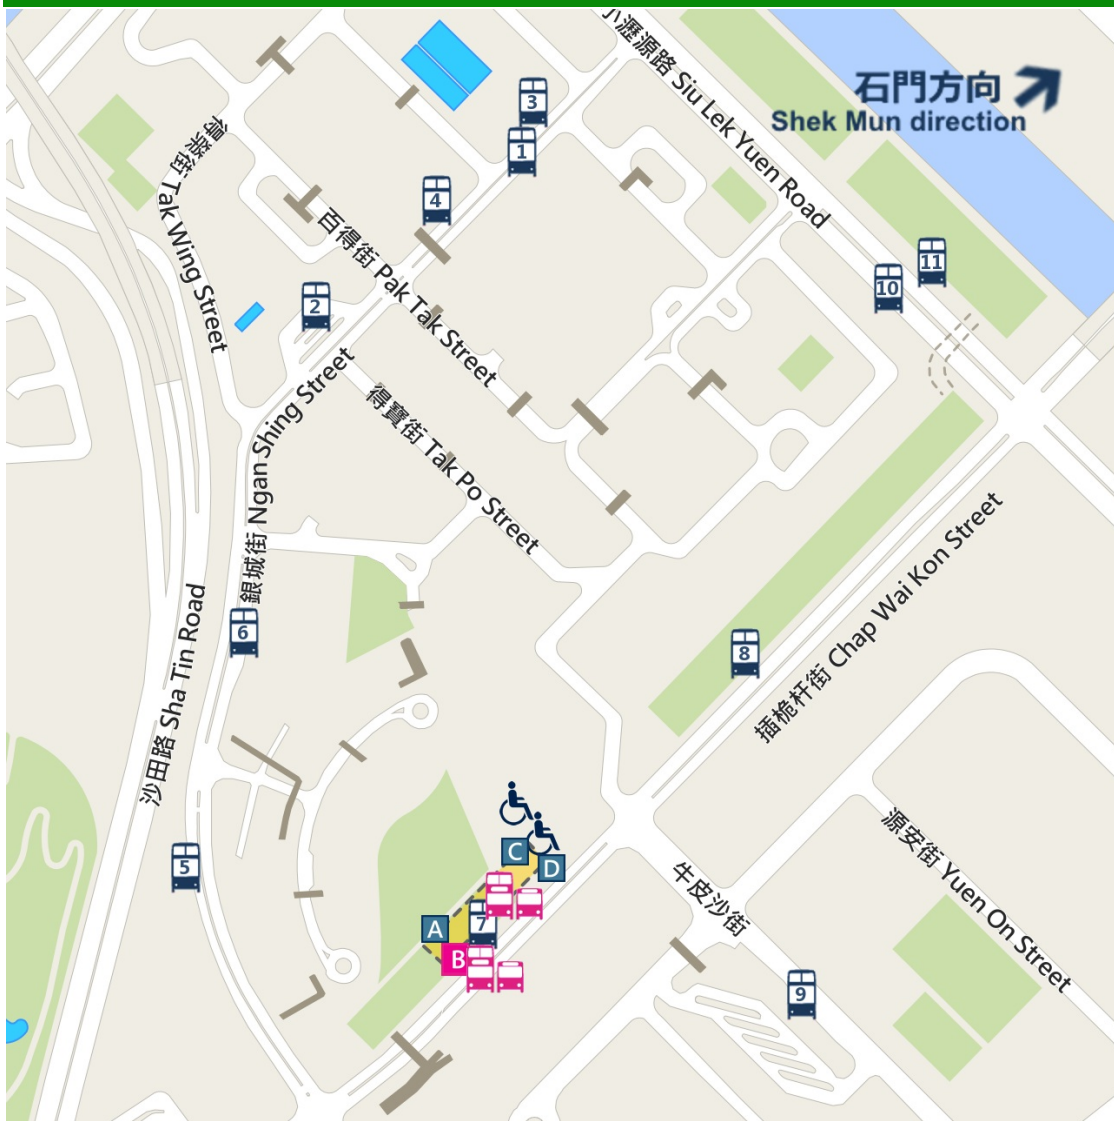 小瀝源路 Siu Lek Yuen Road
石門方向
Shek Mun direction
3
1
4
得榮街 Tak Wing Street
百得街 Pak Tak Street
11
10
2
得寶街 Tak Po Street
銀城街 Ngan Shing Street
插桅杆街 Chap Wai Kon Street
6
8
沙田路 Sha Tin Road
源安街 Yuen On Street
C
D
5
牛皮沙街
A
7
B
9